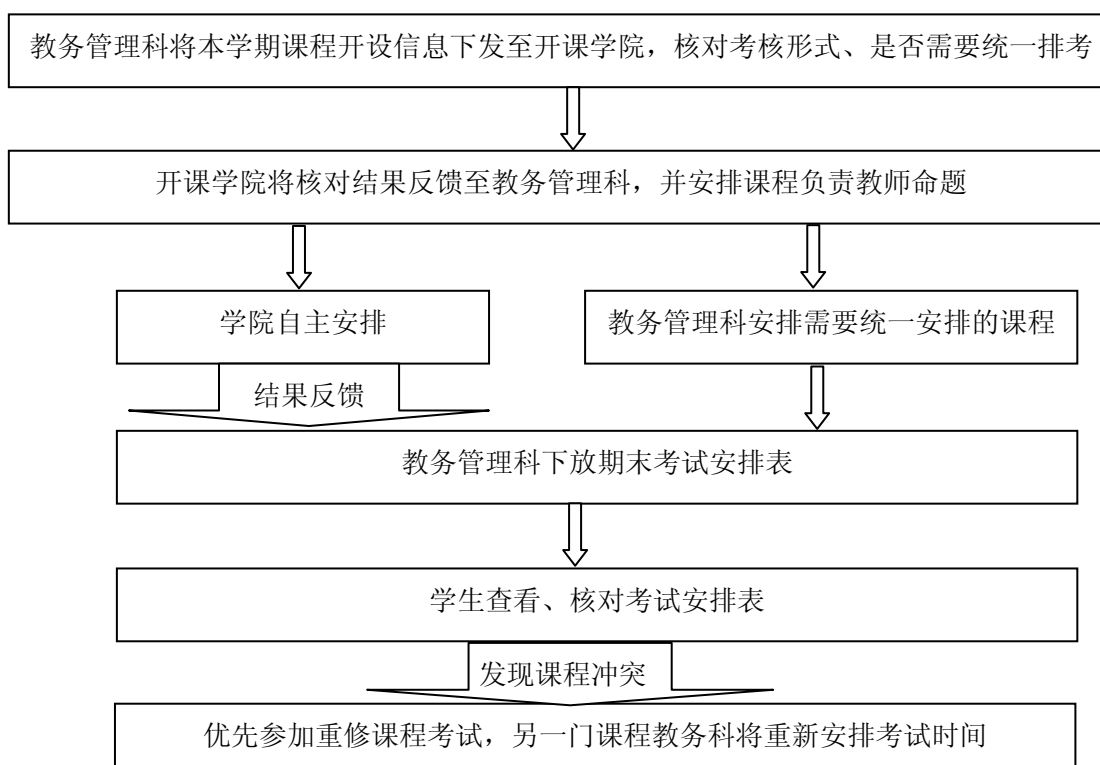 教务管理科将本学期课程开设信息下发至开课学院，核对考核形式、是否需要统一排考
开课学院将核对结果反馈至教务管理科，并安排课程负责教师命题
学院自主安排
教务管理科安排需要统一安排的课程
结果反馈
教务管理科下放期末考试安排表
学生查看、核对考试安排表
发现课程冲突
优先参加重修课程考试，另一门课程教务科将重新安排考试时间